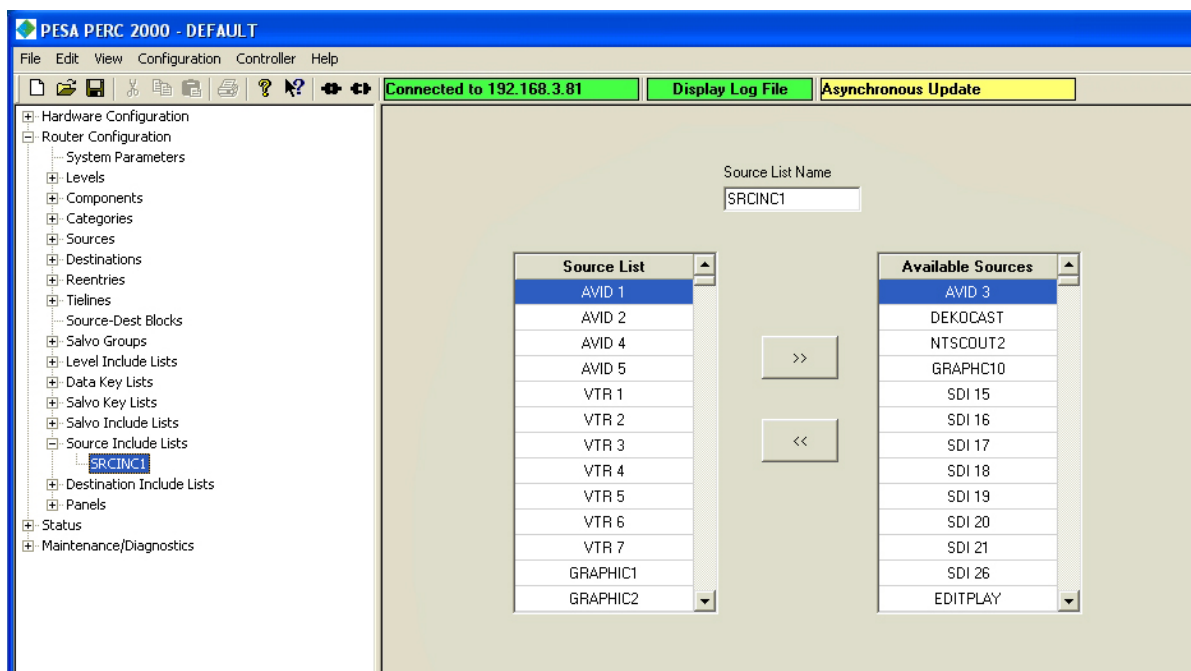 PESA PERC 2000 - DEFAULT
File Edit View Configuration Controller Help
Connected to 192.168.3.81 Display Log File Asynchronous Update
Hardware Configuration
Router Configuration
System Parameters
Levels
Components
Categories
Sources
Destinations
Reentries
Tielines
Source-Dest Blocks
Salvo Groups
Level Include Lists
Data Key Lists
Salvo Key Lists
Salvo Include Lists
Source Include Lists
SRCINC1
Destination Include Lists
Panels
Status
Maintenance/Diagnostics
Source List Name
SRCINC1
Source List
AVID 1
AVID 2
AVID 4
AVID 5
VTR 1
VTR 2
VTR 3
VTR 4
VTR 5
VTR 6
VTR 7
GRAPHIC1
GRAPHIC2
>>
<<
Available Sources
AVID 3
DEKOCAST
NTSCOUT2
GRAPHC10
SDI 15
SDI 16
SDI 17
SDI 18
SDI 19
SDI 20
SDI 21
SDI 26
EDITPLAY